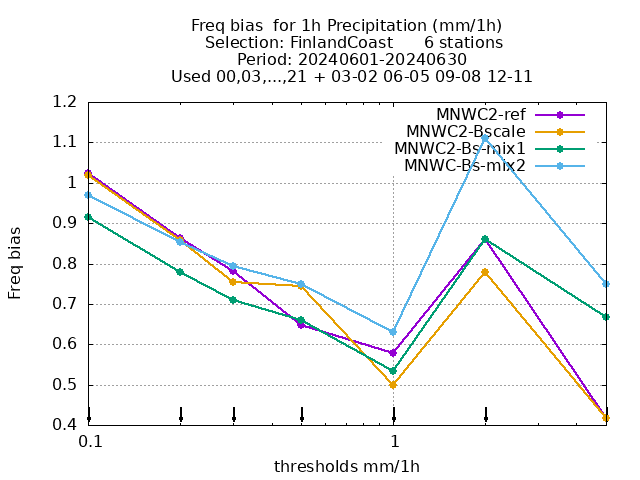 Freq bias  for 1h Precipitation (mm/1h)
Selection: FinlandCoast      6 stations
Period: 20240601-20240630
Used 00,03,...,21 + 03-02 06-05 09-08 12-11
MNWC2-ref
MNWC2-Bscale
MNWC2-Bs-mix1
MNWC-Bs-mix2
1.2
1.1
1
0.9
0.8
0.7
0.6
0.5
0.4
Freq bias
0.1 1
thresholds mm/1h